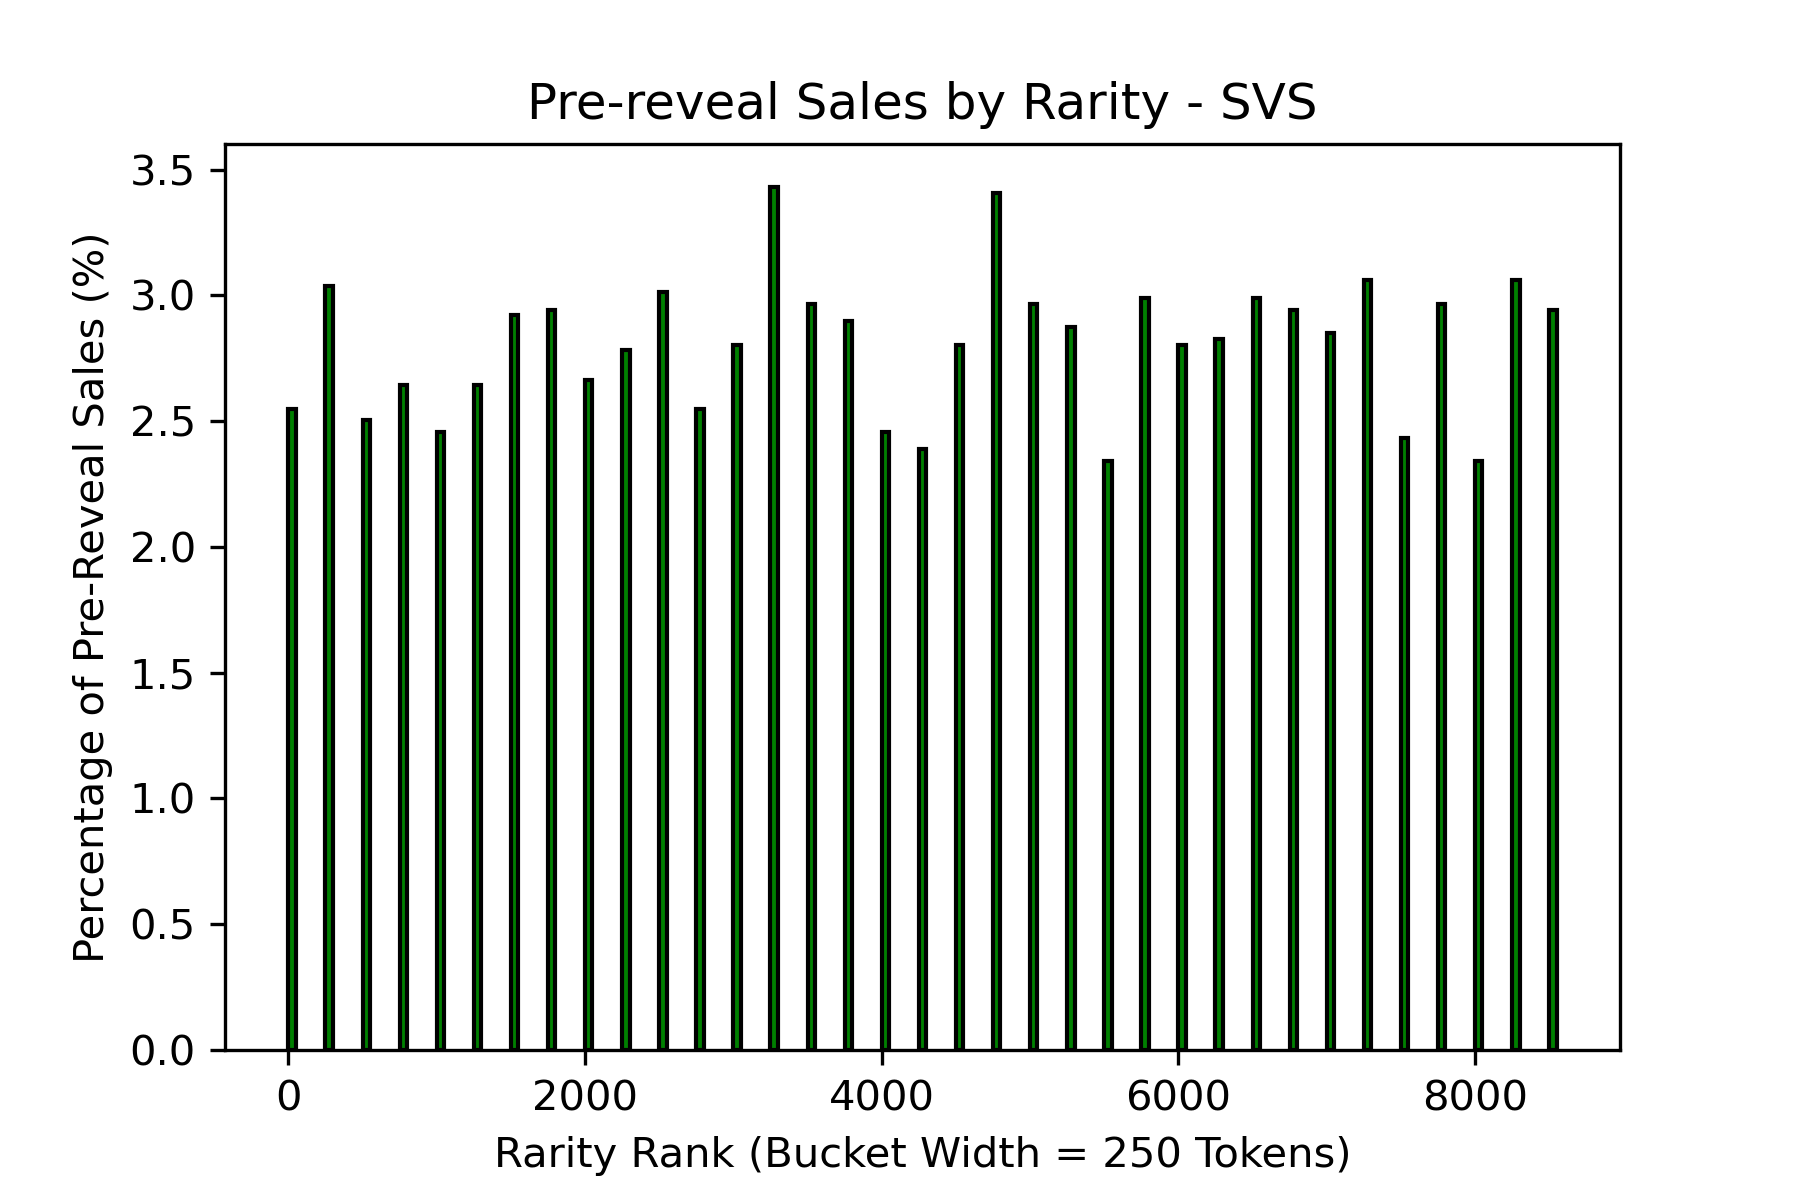 Pre-reveal Sales by Rarity - SVS
Percentage of Pre-Reveal Sales (%)
3.5
3.0
2.5
2.0
1.5
1.0
0.5
0.0
0 2000 4000 6000 8000
Rarity Rank (Bucket Width = 250 Tokens)